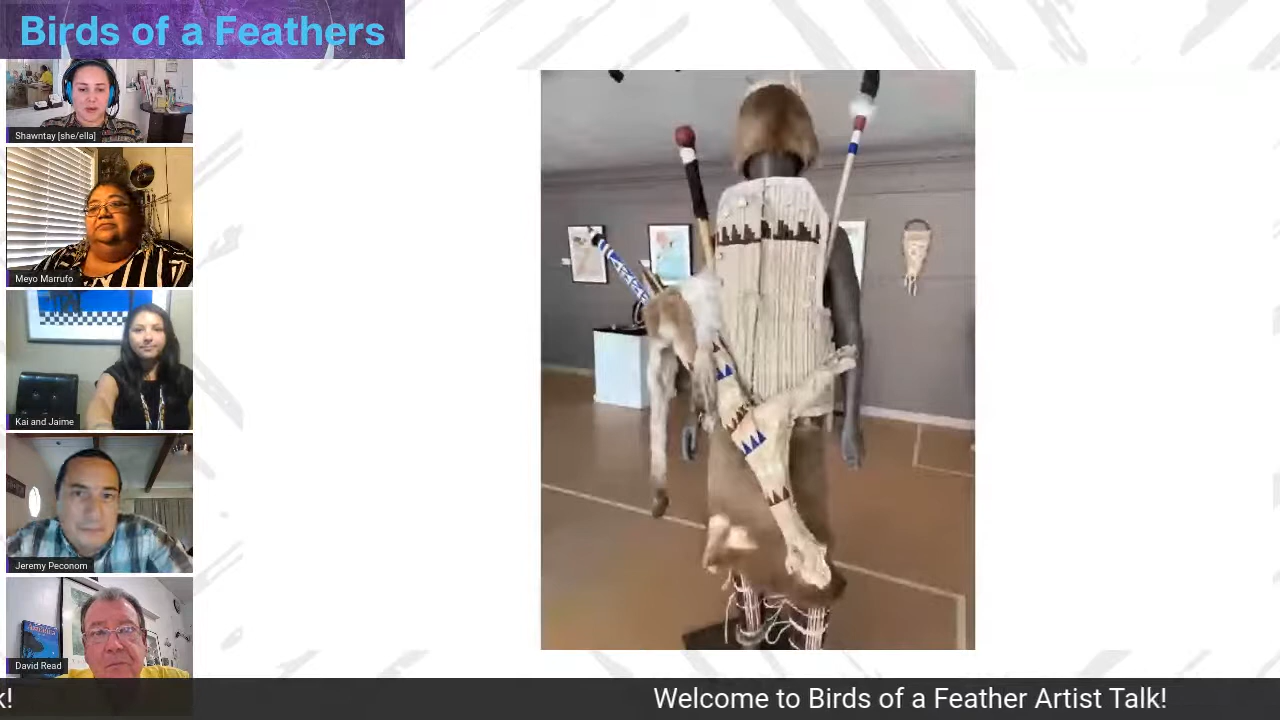 Birds of a Feathers
Shawntay [she/ella]
Meyo Marrufo
Kai and Jaime
Jeremy Peconom
David Read
k!
Welcome to Birds of a Feather Artist Talk!